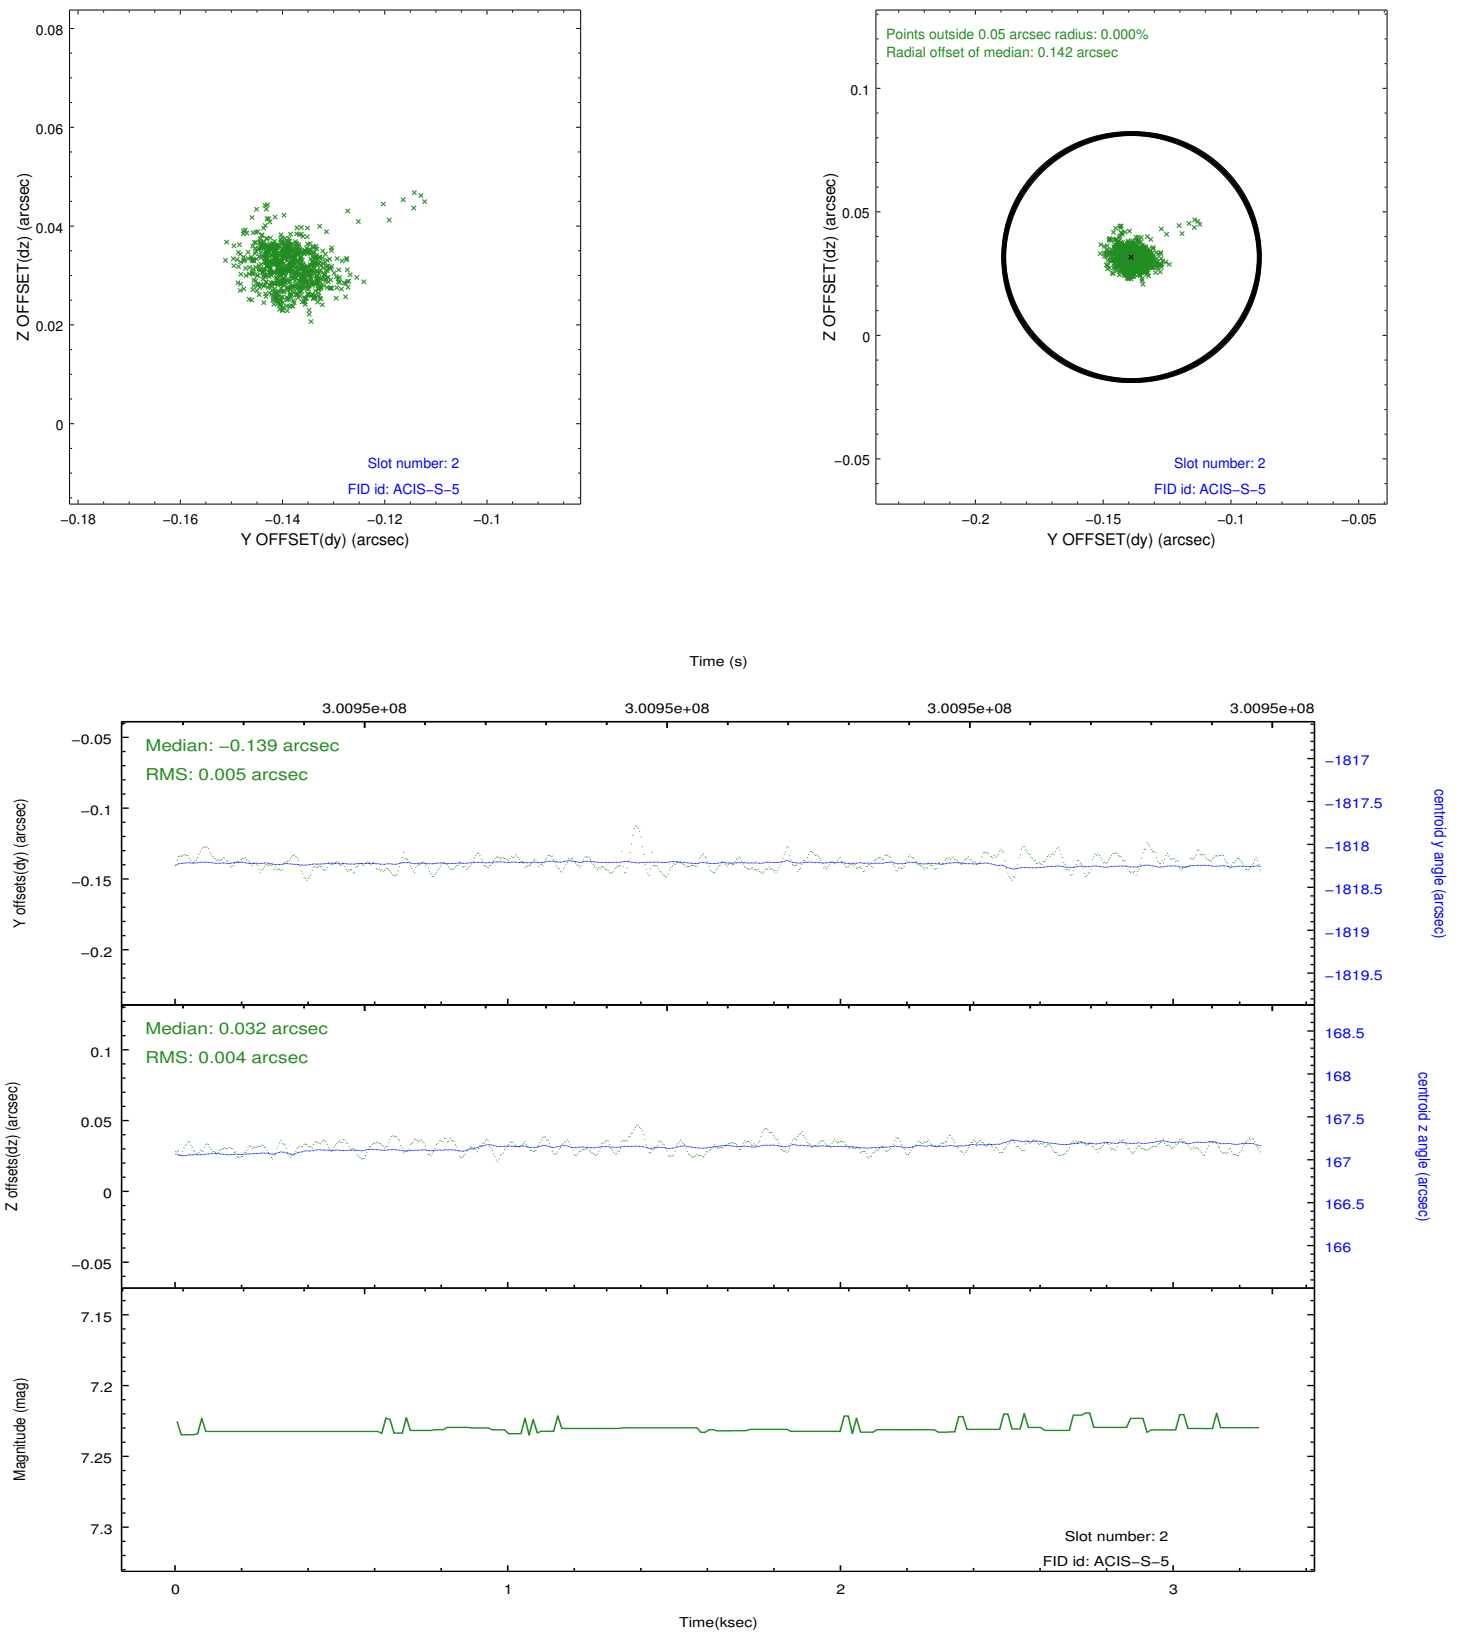 0.08
0.06
0.04
0.02
0
−0.18
−0.16
−0.14
−0.12
−0.1
Z OFFSET(dz) (arcsec)
Y OFFSET(dy) (arcsec)
Slot number: 2
FID id: ACIS−S−5
Points outside 0.05 arcsec radius: 0.000%
Radial offset of median: 0.142 arcsec
0.1
0.05
0
−0.05
−0.2
−0.15
−0.1
−0.05
Z OFFSET(dz) (arcsec)
Y OFFSET(dy) (arcsec)
Slot number: 2
FID id: ACIS−S−5
Time (s)
3.0095e+08
3.0095e+08
3.0095e+08
3.0095e+08
Median: −0.139 arcsec
RMS: 0.005 arcsec
−0.05
−0.1
−0.15
−0.2
Y offsets(dy) (arcsec)
−1817
−1817.5
−1818
−1818.5
−1819
−1819.5
centroid y angle (arcsec)
Median: 0.032 arcsec
RMS: 0.004 arcsec
0.1
0.05
0
−0.05
Z offsets(dz) (arcsec)
168.5
168
167.5
167
166.5
166
centroid z angle (arcsec)
7.15
7.2
7.25
7.3
Magnitude (mag)
Slot number: 2
FID id: ACIS−S−5
0
1
2
3
Time(ksec)